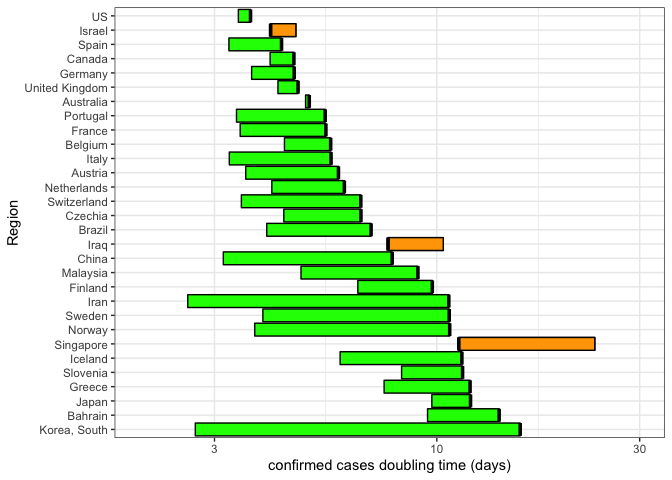 US
Israel
Spain
Canada
Germany
United Kingdom
Australia
Portugal
France
Belgium
Italy
Austria
Netherlands
Switzerland
Czechia
Brazil
Iraq
China
Malaysia
Finland
Iran
Sweden
Norway
Singapore
Iceland
Slovenia
Greece
Japan
Bahrain
Korea, South
Region
3 10 30
confirmed cases doubling time (days)